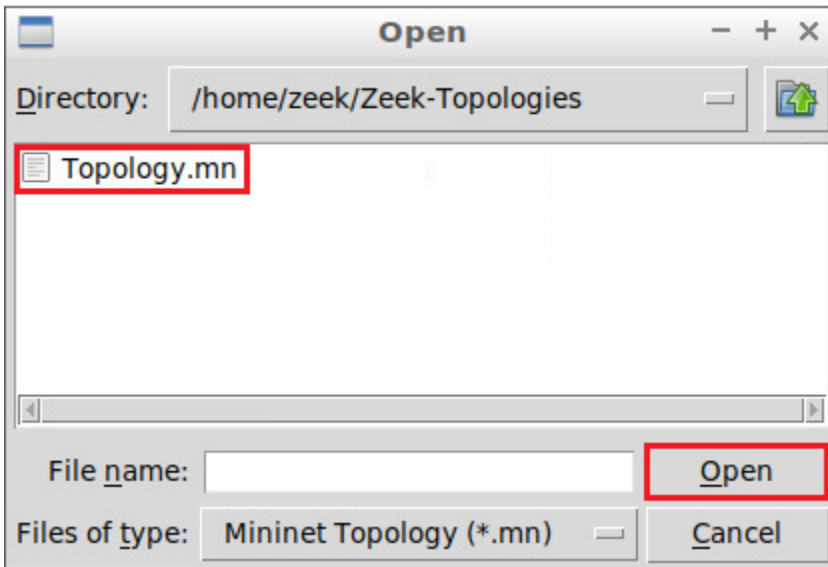 Open
Directory: /home/zeek/Zeek-Topologies
Topology.mn
File name: Open
Files of type: Mininet Topology (*.mn) Cancel